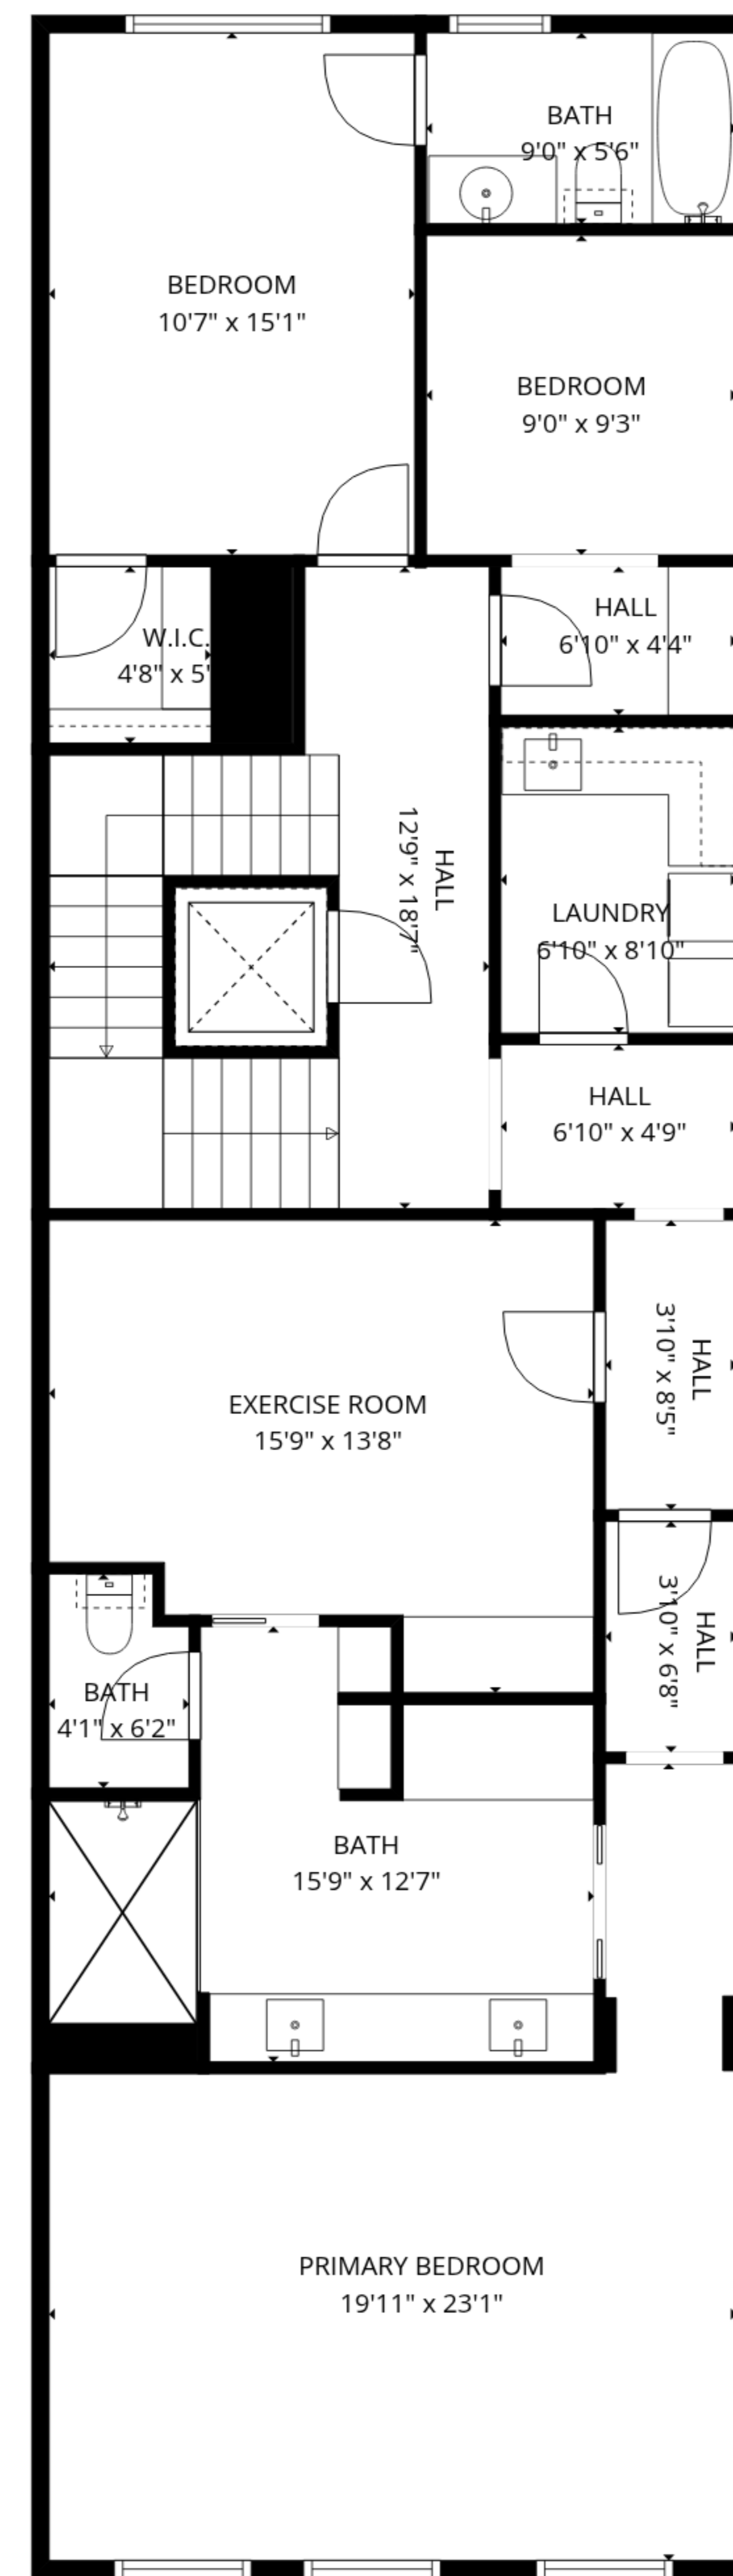 BATH
9'0" x 5'6"
BEDROOM
10'7" x 15'1"
BEDROOM
9'0" x 9'3"
HALL
6'10" x 4'4"
W.I.C.
4'8" x 5'
HALL
12'9" x 18'7"
LAUNDRY
6'10" x 8'10"
HALL
6'10" x 4'9"
HALL
3'10" x 8'5"
EXERCISE ROOM
15'9" x 13'8"
HALL
3'10" x 6'8"
BATH
4'1" x 6'2"
BATH
15'9" x 12'7"
PRIMARY BEDROOM
19'11" x 23'1"